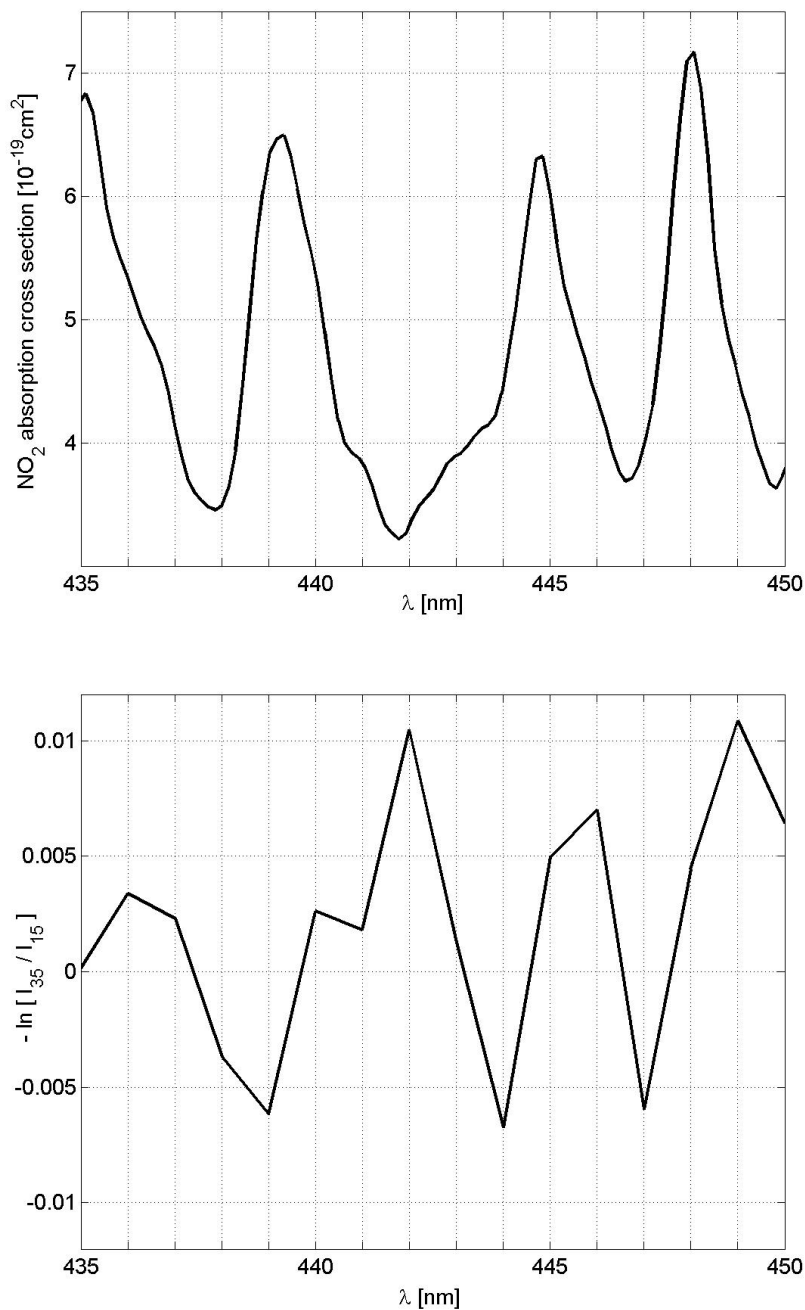 NO₂ absorption cross section [10⁻¹⁹cm²]
7
6
5
4
435 440 445 450
λ [nm]
- ln [ I₃₅ / I₁₅ ]
0.01
0.005
0
-0.005
-0.01
435 440 445 450
λ [nm]